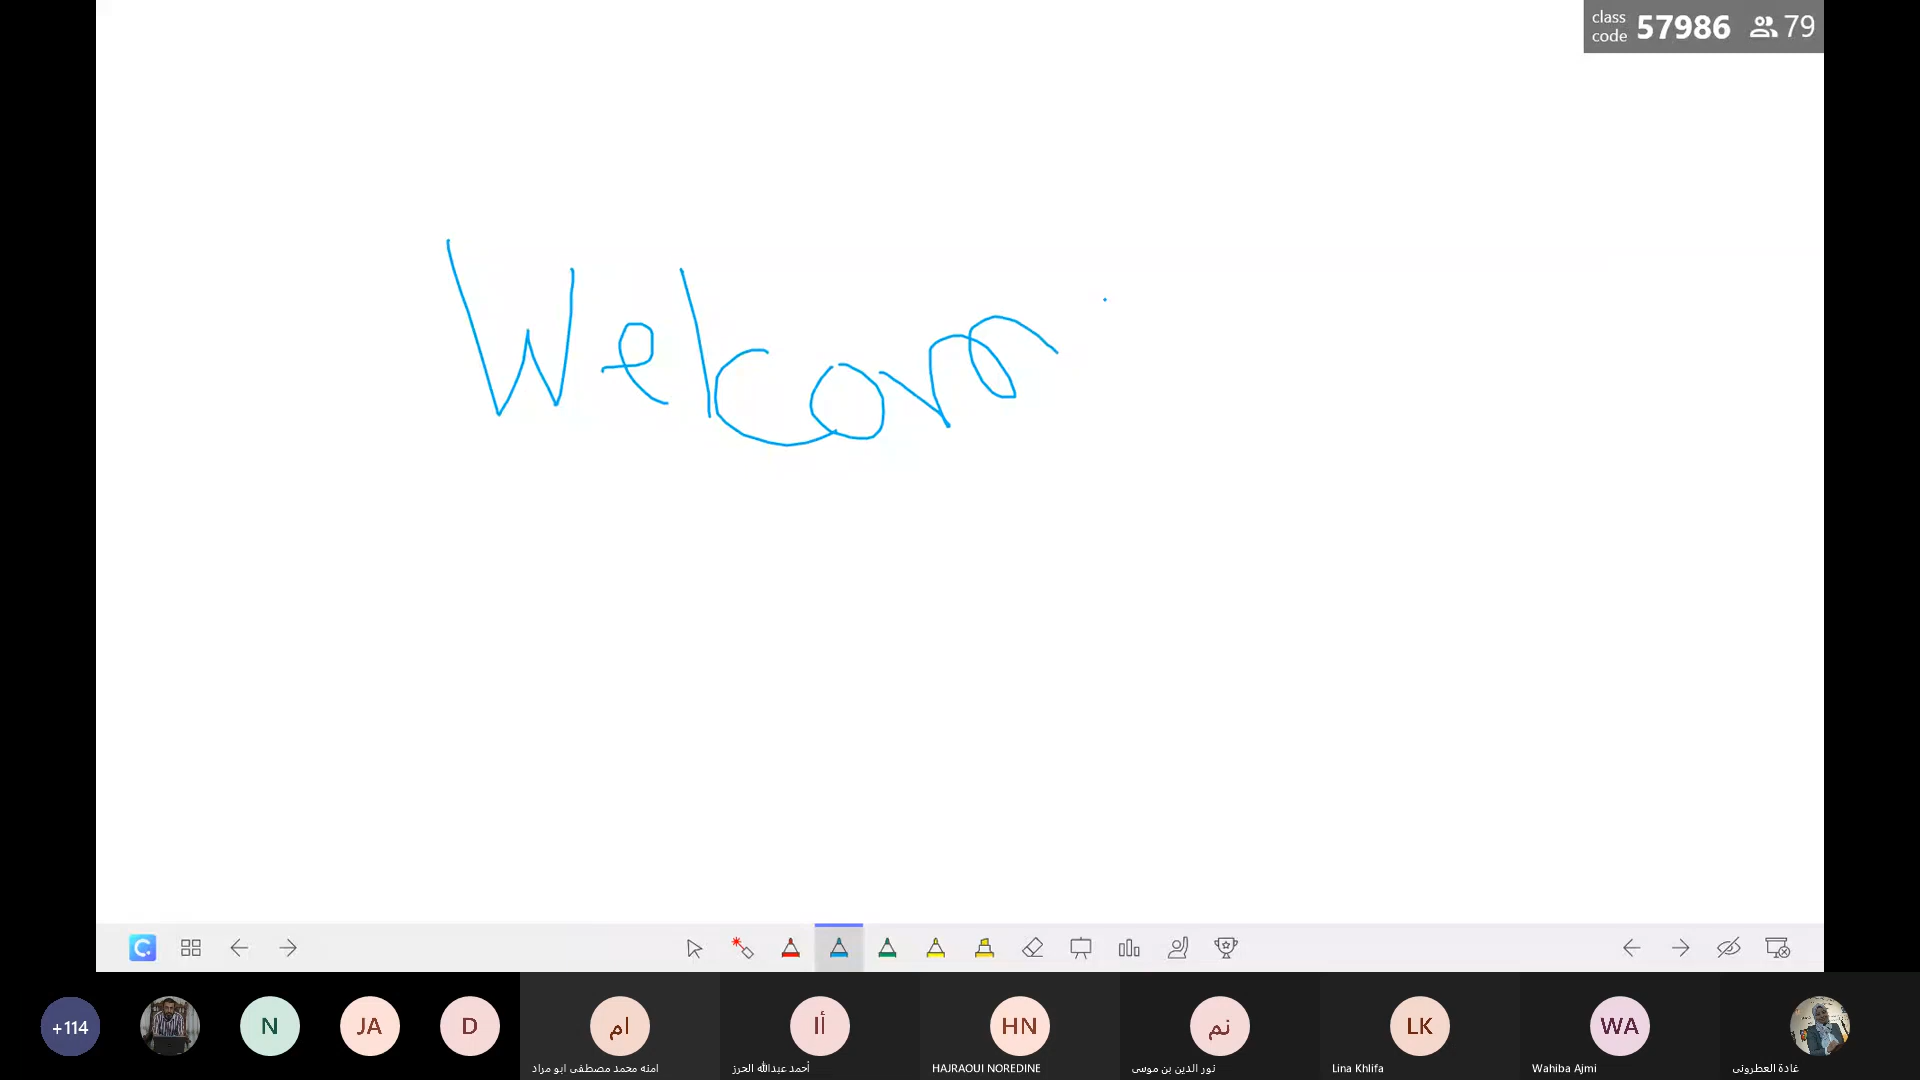 class code 57986 79
Welcom
+114
N
JA
D
ام
أا
HN
نم
LK
WA
امنه محمد مصطفى ابو مراد
أحمد عبدالله الحرز
HAJRAOUI NOREDINE
نور الدين بن موسى
Lina Khlifa
Wahiba Ajmi
غادة العطروني